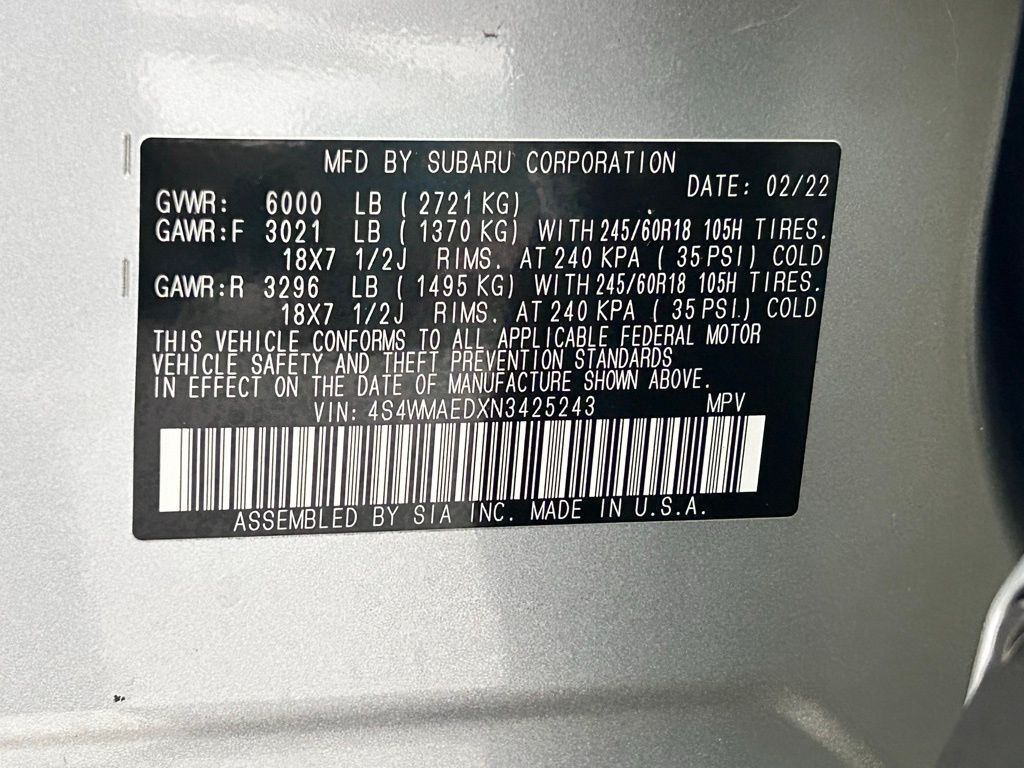 MFD BY SUBARU CORPORATION
DATE: 02/22
GVWR: 6000 LB ( 2721 KG)
GAWR:F 3021 LB ( 1370 KG) WITH 245/60R18 105H TIRES.
18X7 1/2J RIMS. AT 240 KPA ( 35 PSI) COLD
GAWR:R 3296 LB ( 1495 KG) WITH 245/60R18 105H TIRES.
18X7 1/2J RIMS. AT 240 KPA ( 35 PSI) COLD
THIS VEHICLE CONFORMS TO ALL APPLICABLE FEDERAL MOTOR
VEHICLE SAFETY AND THEFT PREVENTION STANDARDS
IN EFFECT ON THE DATE OF MANUFACTURE SHOWN ABOVE.
VIN: 4S4WMAEDXN3425243 MPV
ASSEMBLED BY SIA INC. MADE IN U.S.A.